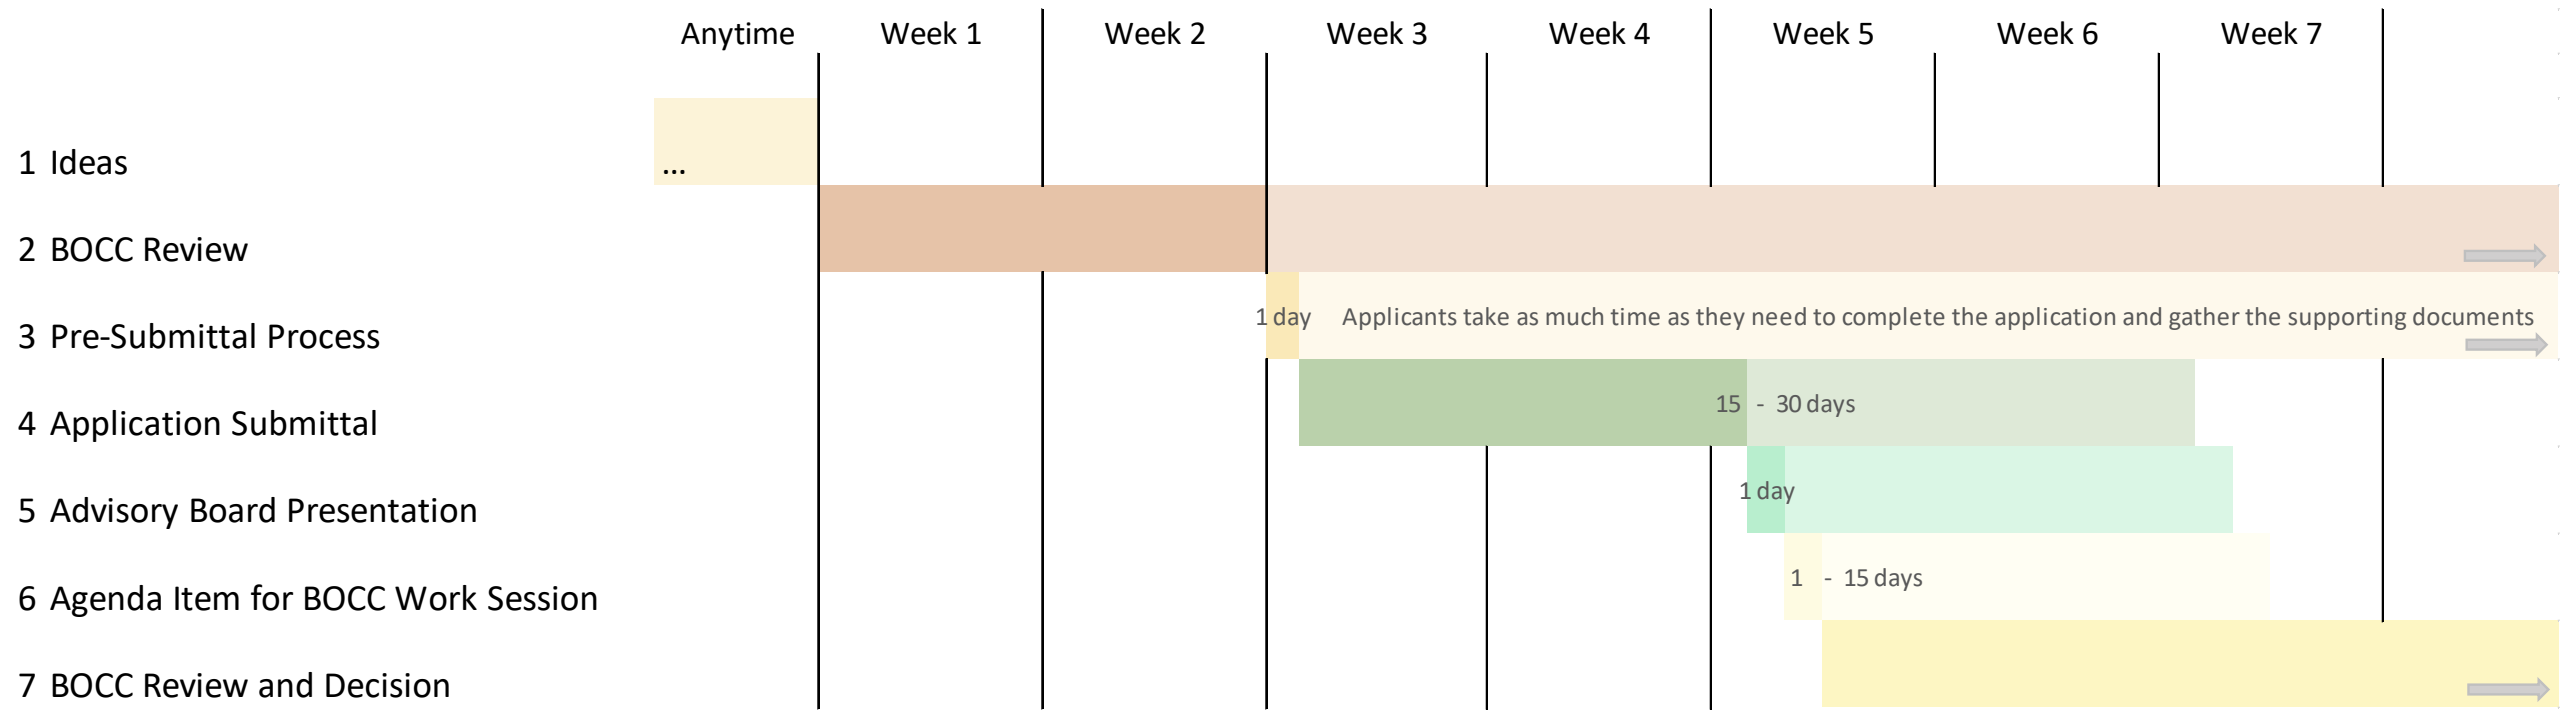 Anytime Week 1 Week 2 Week 3 Week 4 Week 5 Week 6 Week 7
1 Ideas ...
2 BOCC Review
3 Pre-Submittal Process 1 day Applicants take as much time as they need to complete the application and gather the supporting documents
4 Application Submittal 15 - 30 days
5 Advisory Board Presentation 1 day
6 Agenda Item for BOCC Work Session 1 - 15 days
7 BOCC Review and Decision